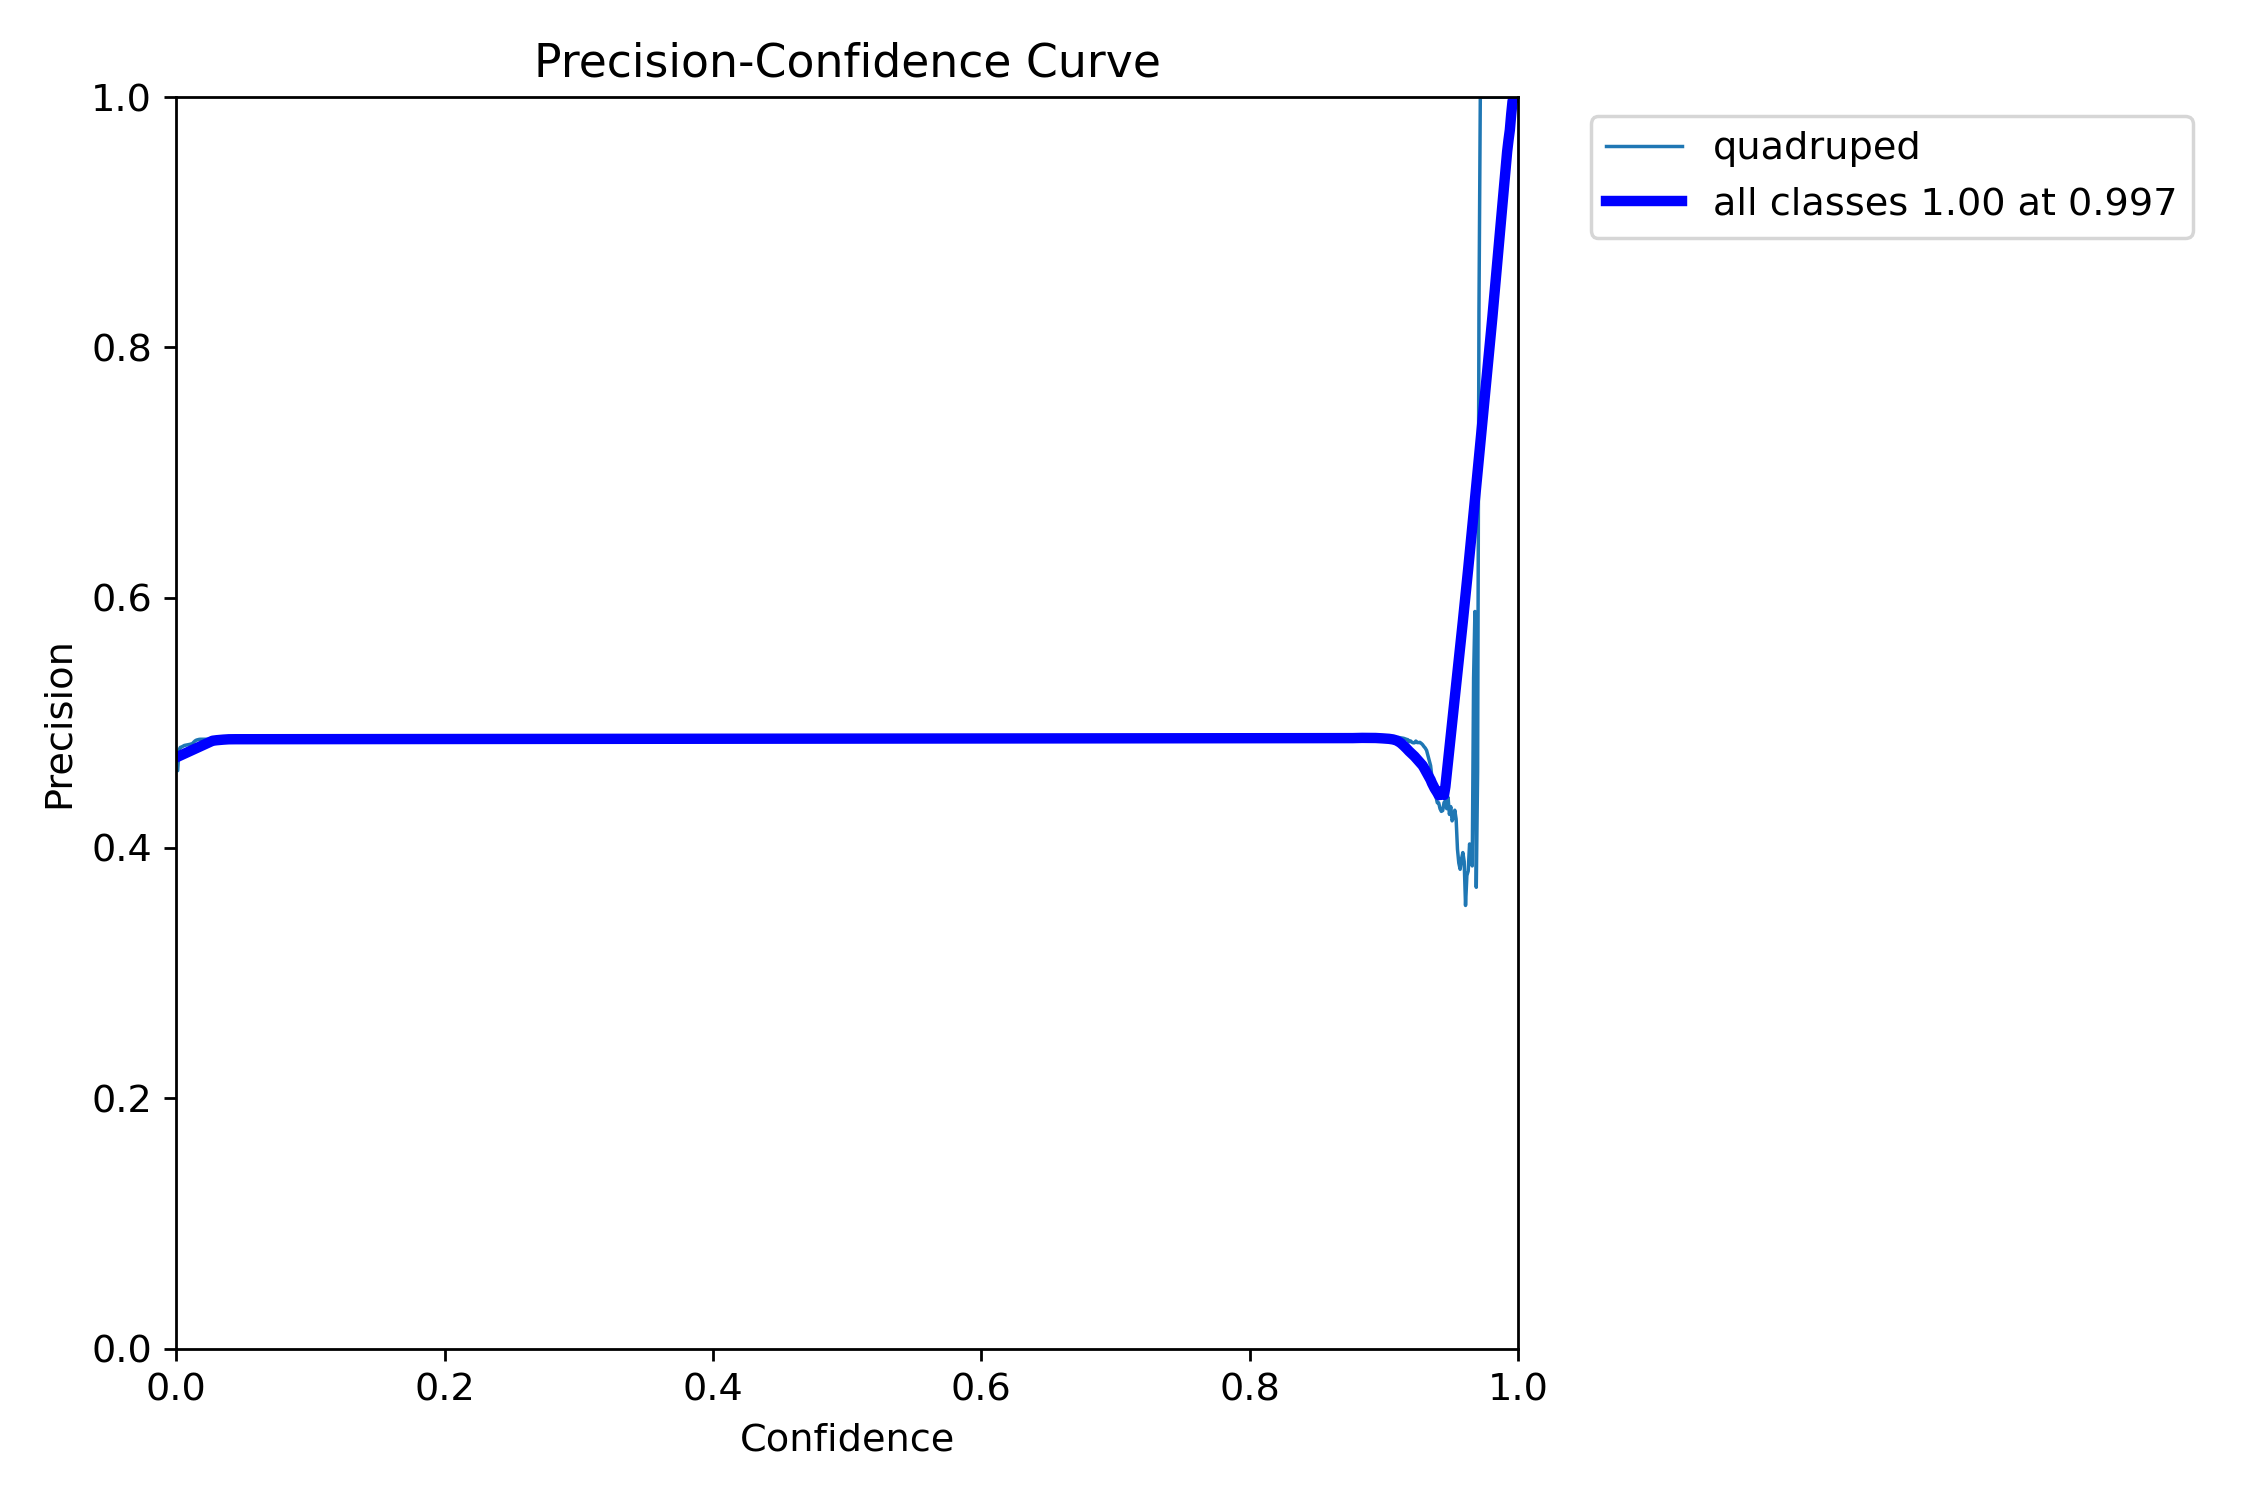 Precision-Confidence Curve
1.0
0.8
0.6
0.4
0.2
0.0
Precision
0.0 0.2 0.4 0.6 0.8 1.0
Confidence
quadruped
all classes 1.00 at 0.997